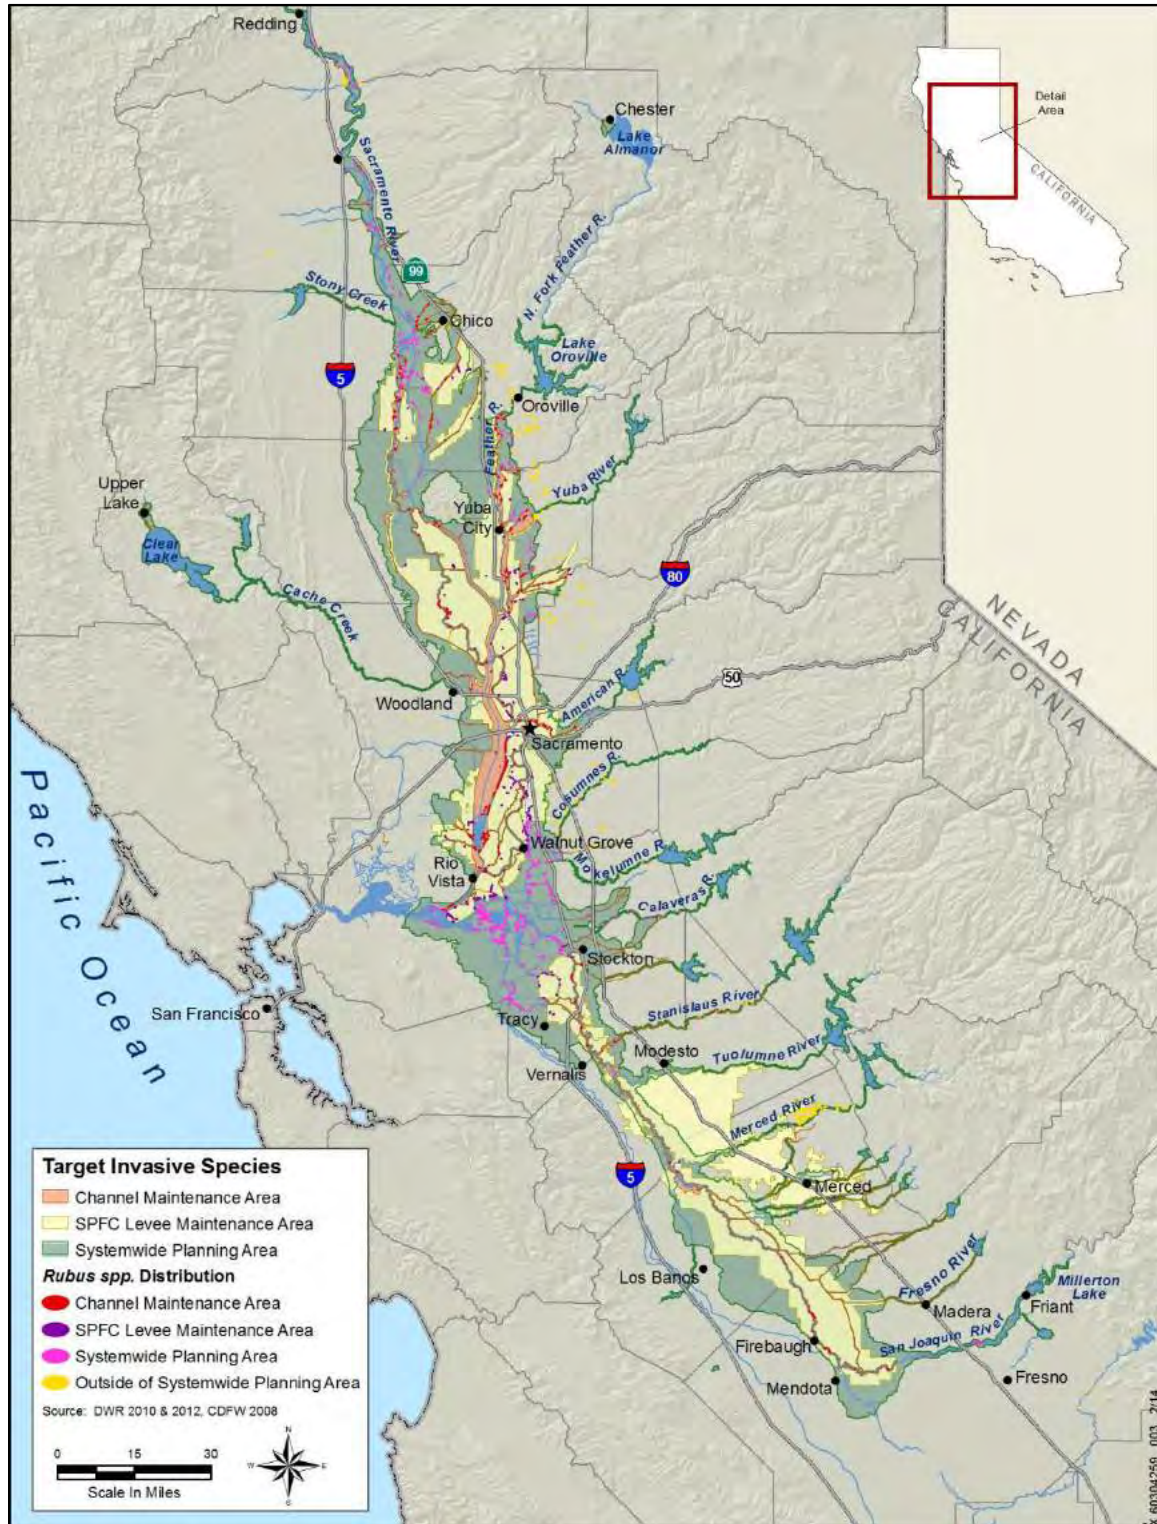 Redding
Chester
Lake
Almanor
Detail
Area
CALIFORNIA
Sacramento River
N. Fork Feather R.
99
Stony Creek
Chico
Lake
Oroville
5
Oroville
Feather R.
Yuba River
Upper
Lake
Yuba
City
Clear
Lake
80
Cache Creek
NEVADA
CALIFORNIA
50
American R.
Woodland
Sacramento
Cosumnes R.
Pacific Ocean
Walnut Grove
Mokelumne R.
Rio
Vista
Calaveras R.
Stockton
San Francisco
Stanislaus River
Tracy
Modesto
Tuolumne River
Vernalis
Merced River
5
Merced
Los Banos
Fresno River
Millerton
Lake
Madera
Friant
Firebaugh
San Joaquin River
Mendota
Fresno
Target Invasive Species
Channel Maintenance Area
SPFC Levee Maintenance Area
Systemwide Planning Area
Rubus spp. Distribution
Channel Maintenance Area
SPFC Levee Maintenance Area
Systemwide Planning Area
Outside of Systemwide Planning Area
Source: DWR 2010 & 2012, CDFW 2008
0 15 30
Scale In Miles
N
W E
S
X 60304259_003 2/14